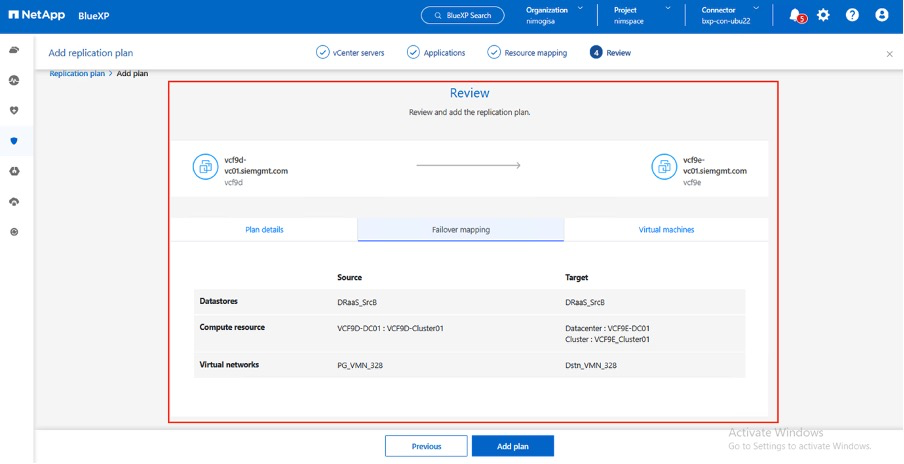 NetApp BlueXP
BlueXP Search
Organization
nimogisa
Project
nimspace
Connector
bxp-con-ubu22
5
Add replication plan
vCenter servers
Applications
Resource mapping
4 Review
Replication plan > Add plan
Review
Review and add the replication plan.
vcf9d-
vc01.siemgmt.com
vcf9d
vcf9e-
vc01.siemgmt.com
vcf9e
Plan details Failover mapping Virtual machines
Source Target
Datastores DRaaS_SrcB DRaaS_SrcB
Compute resource VCF9D-DC01 : VCF9D-Cluster01 Datacenter : VCF9E-DC01
Cluster : VCF9E_Cluster01
Virtual networks PG_VMN_328 Dstn_VMN_328
Previous Add plan
Activate Windows
Go to Settings to activate Windows.